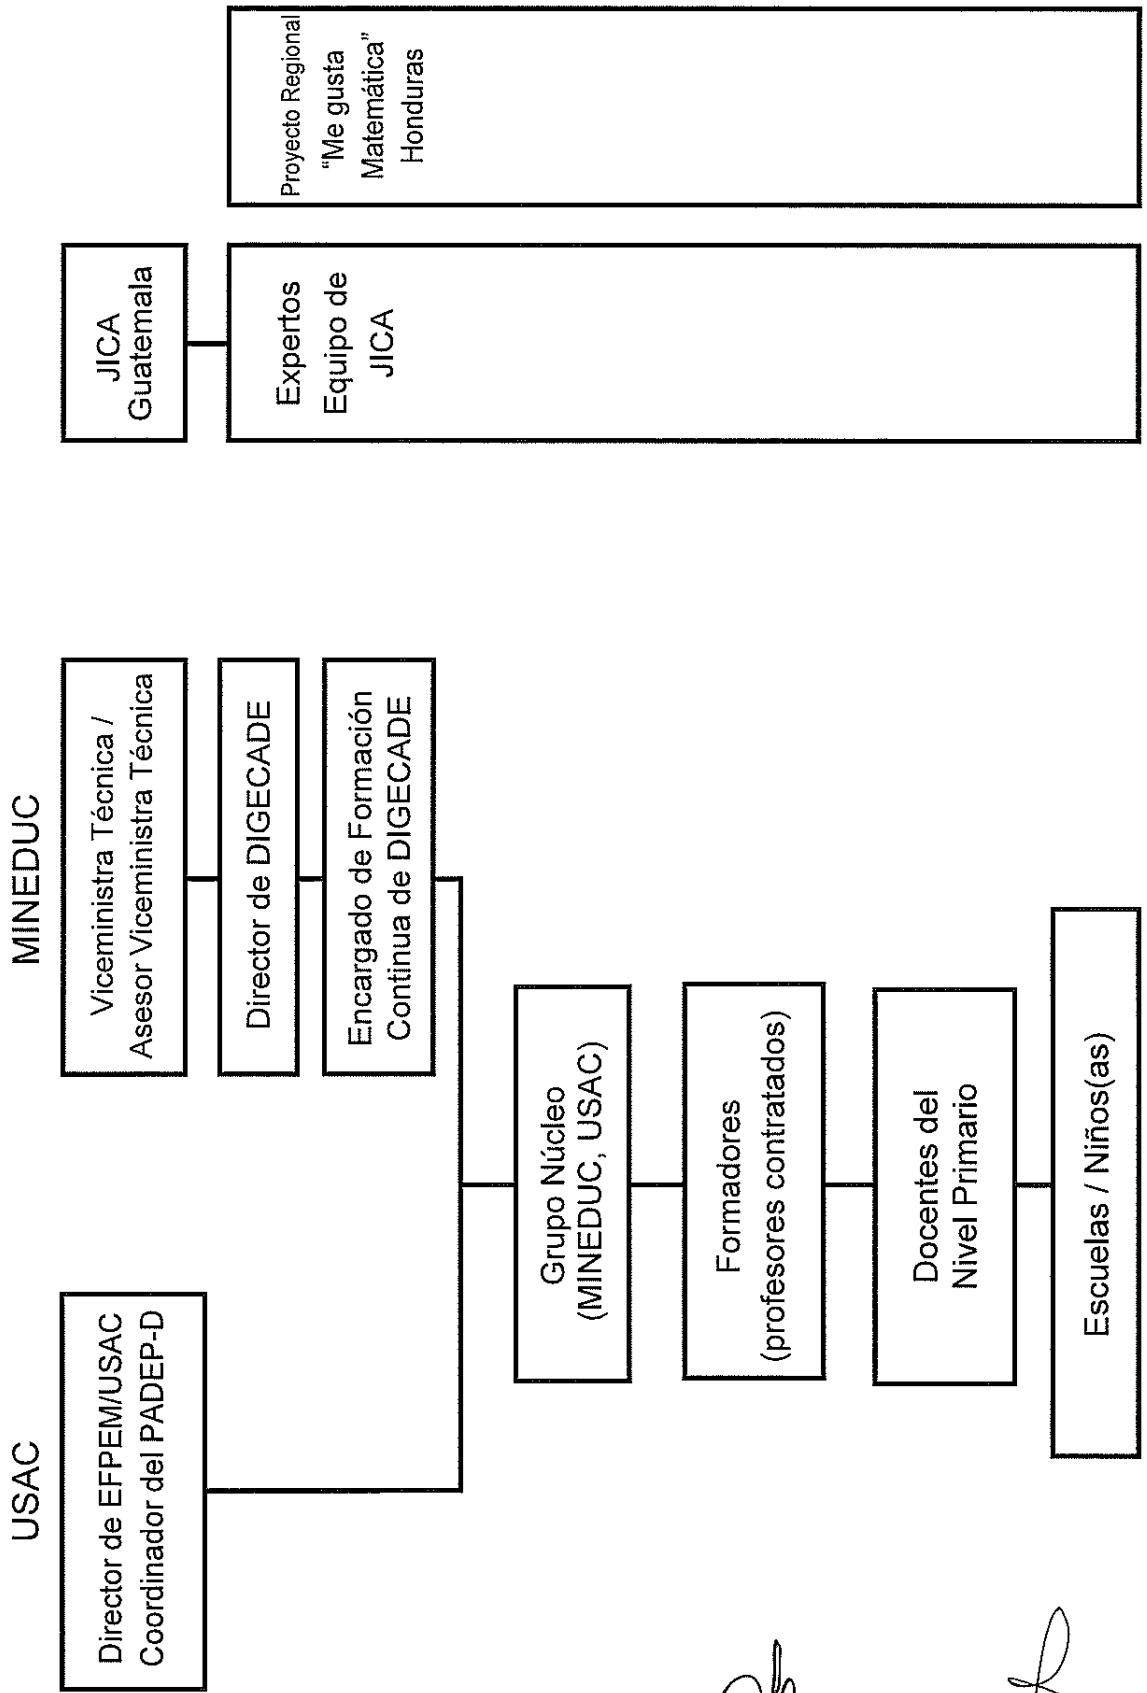 USAC
Director de EFPEM/USAC
Coordinador del PADEP-D
MINEDUC
Viceministra Técnica /
Asesor Viceministra Técnica
Director de DIGECADE
Encargado de Formación
Continua de DIGECADE
Grupo Núcleo
(MINEDUC, USAC)
Formadores
(profesores contratados)
Docentes del
Nivel Primario
Escuelas / Niños(as)
JICA
Guatemala
Expertos
Equipo de
JICA
Proyecto Regional
“Me gusta
Matemática”
Honduras